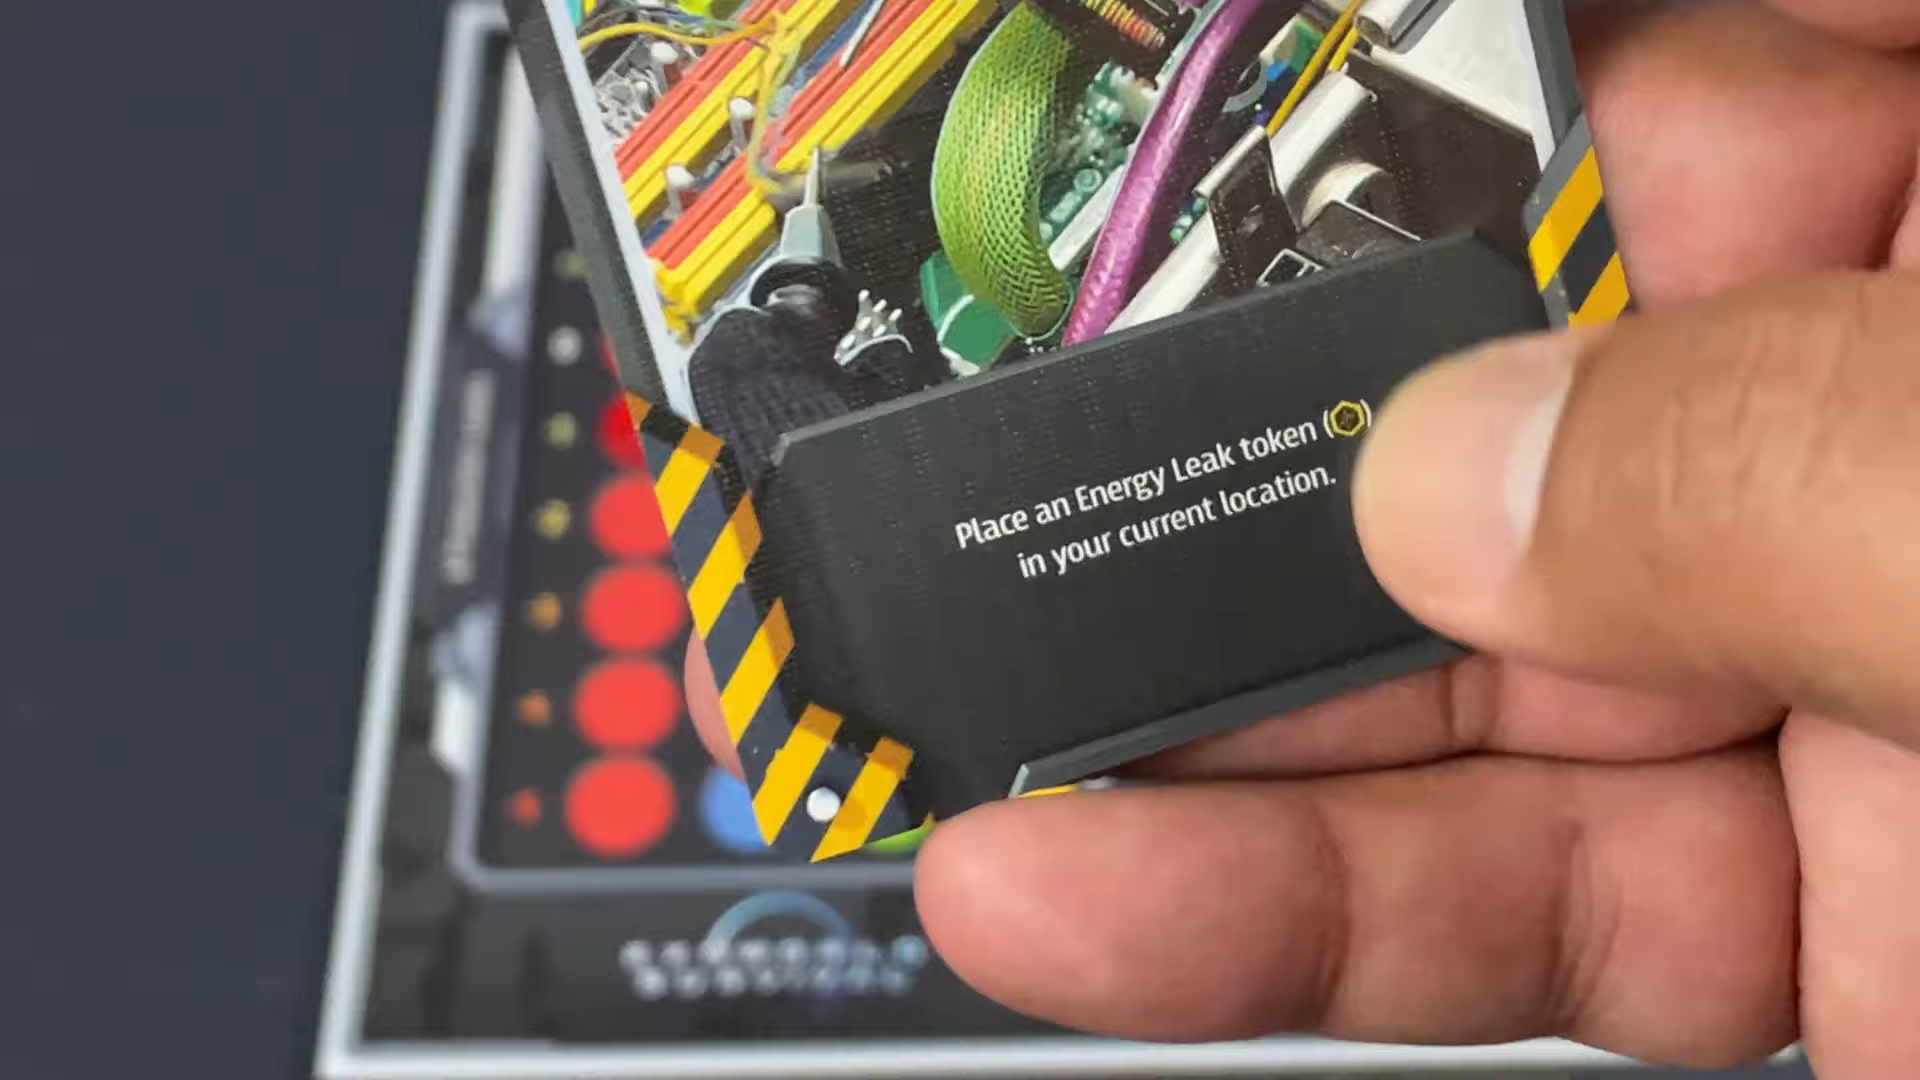 Place an Energy Leak token ( )
in your current location.